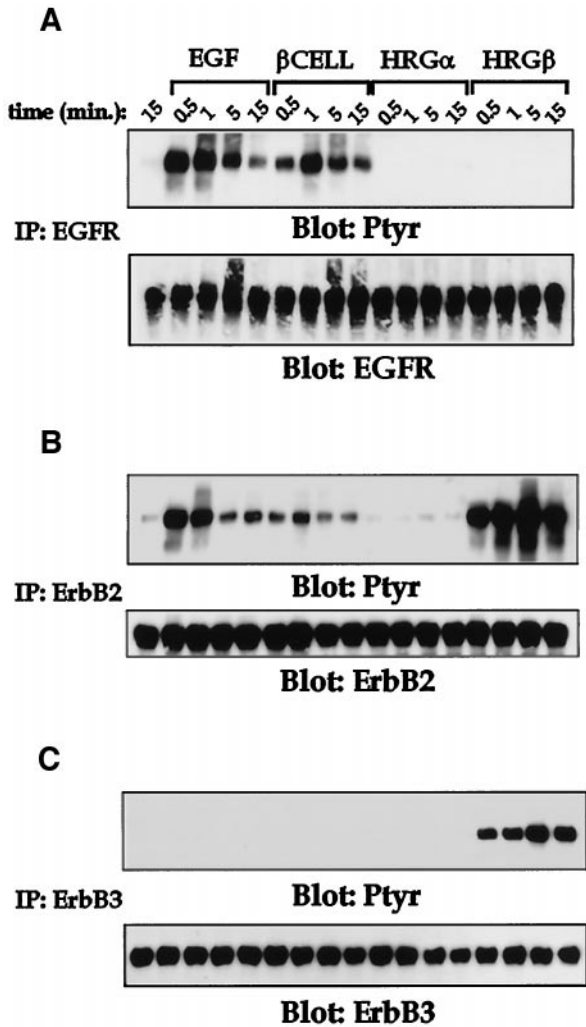 A
EGF βCELL HRGα HRGβ
time (min.): 15 0.5 1 5 15 0.5 1 5 15 0.5 1 5 15 0.5 1 5 15
IP: EGFR
Blot: Ptyr
Blot: EGFR
B
IP: ErbB2
Blot: Ptyr
Blot: ErbB2
C
IP: ErbB3
Blot: Ptyr
Blot: ErbB3